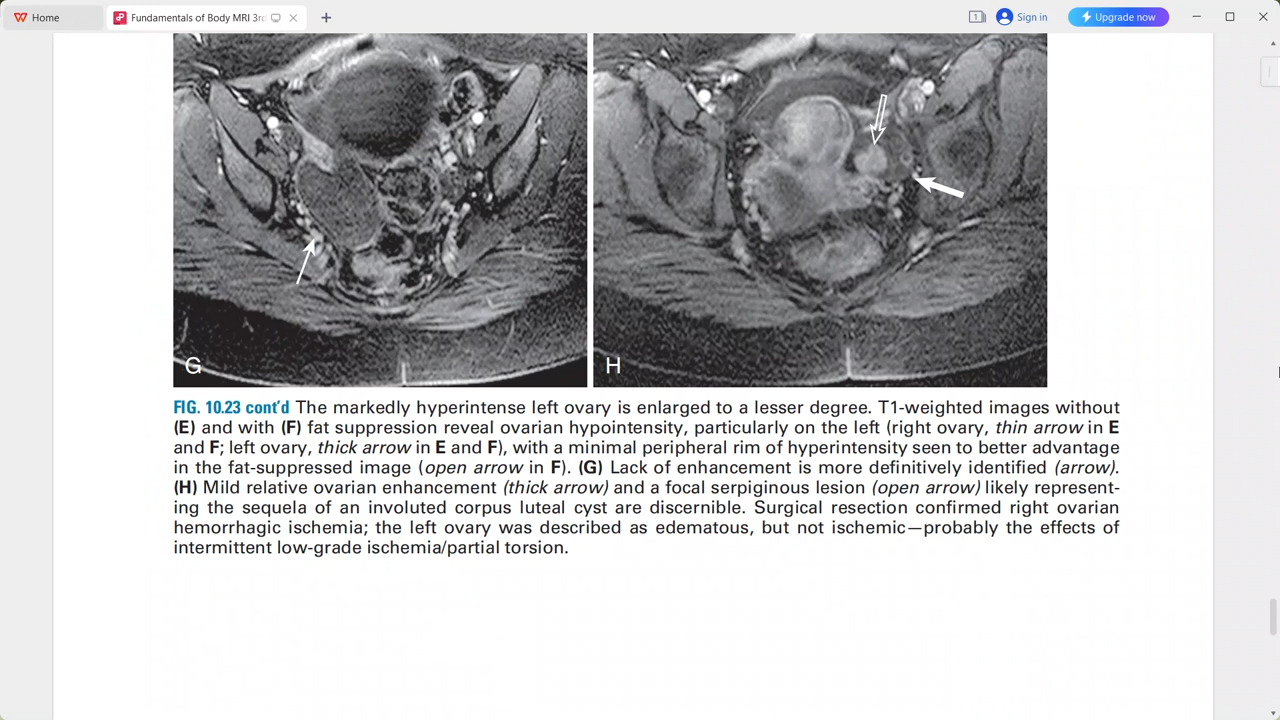 Home
Fundamentals of Body MRI 3rd
1
Sign in
Upgrade now
G
H
FIG. 10.23 cont'd The markedly hyperintense left ovary is enlarged to a lesser degree. T1-weighted images without
(E) and with (F) fat suppression reveal ovarian hypointensity, particularly on the left (right ovary, thin arrow in E
and F; left ovary, thick arrow in E and F), with a minimal peripheral rim of hyperintensity seen to better advantage
in the fat-suppressed image (open arrow in F). (G) Lack of enhancement is more definitively identified (arrow).
(H) Mild relative ovarian enhancement (thick arrow) and a focal serpiginous lesion (open arrow) likely represent-
ing the sequela of an involuted corpus luteal cyst are discernible. Surgical resection confirmed right ovarian
hemorrhagic ischemia; the left ovary was described as edematous, but not ischemic—probably the effects of
intermittent low-grade ischemia/partial torsion.